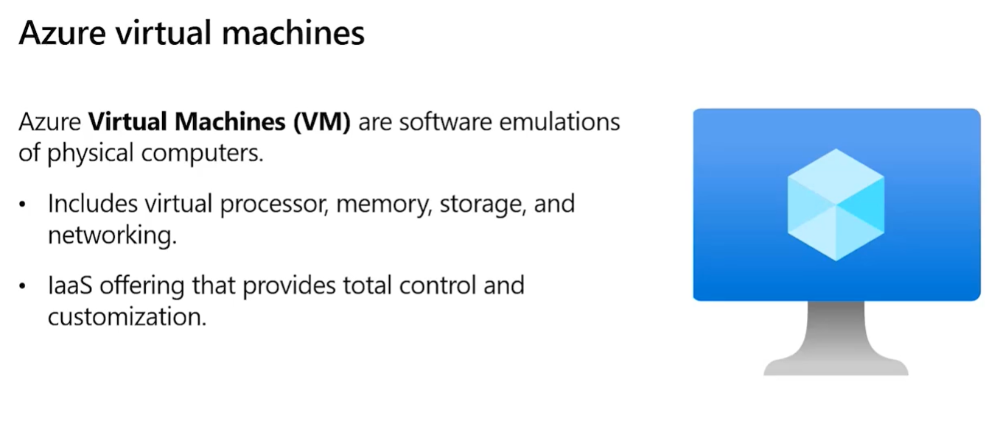 Azure virtual machines
Azure Virtual Machines (VM) are software emulations
of physical computers.
• Includes virtual processor, memory, storage, and
networking.
• IaaS offering that provides total control and
customization.